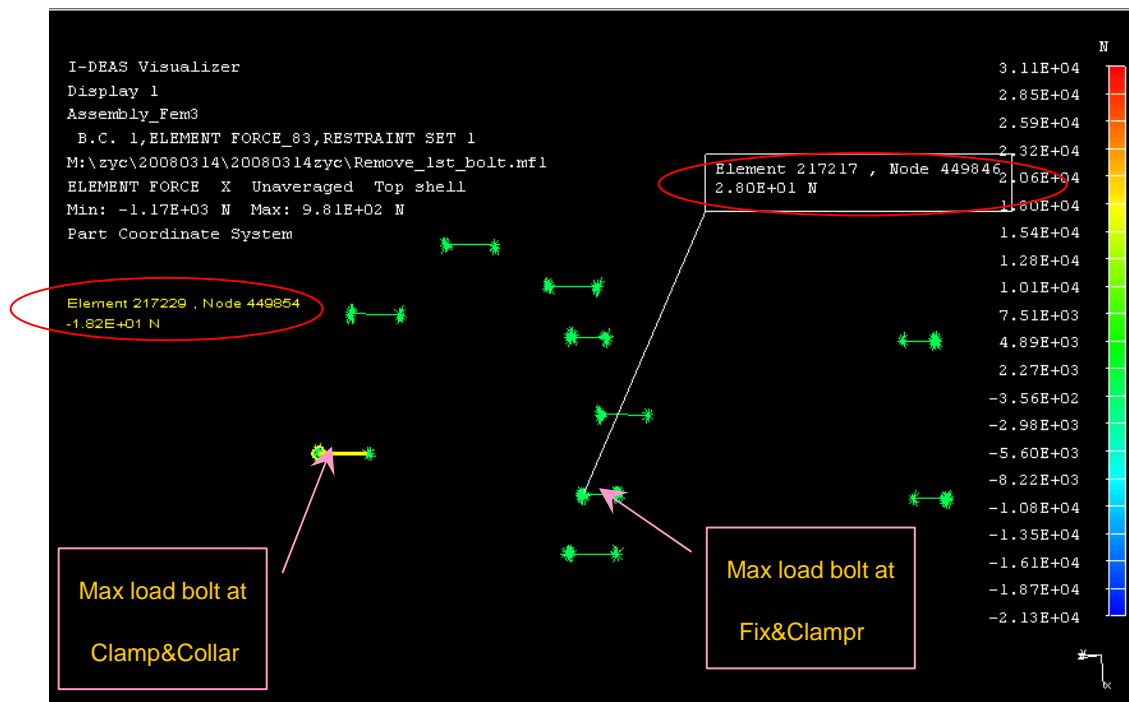 I-DEAS Visualizer
Display 1
Assembly_Fem3
B.C. 1,ELEMENT FORCE_83,RESTRAINT SET 1
M:\zyc\20080314\20080314zyc\Remove_1st_bolt.mf1
ELEMENT FORCE X Unaveraged Top shell
Min: -1.17E+03 N Max: 9.81E+02 N
Part Coordinate System
Element 217229 , Node 449854
-1.82E+01 N
Element 217217 , Node 449846
2.80E+01 N
Max load bolt at
Clamp&Collar
Max load bolt at
Fix&Clampr
N
3.11E+04
2.85E+04
2.59E+04
2.32E+04
2.06E+04
1.80E+04
1.54E+04
1.28E+04
1.01E+04
7.51E+03
4.89E+03
2.27E+03
-3.56E+02
-2.98E+03
-5.60E+03
-8.22E+03
-1.08E+04
-1.35E+04
-1.61E+04
-1.87E+04
-2.13E+04